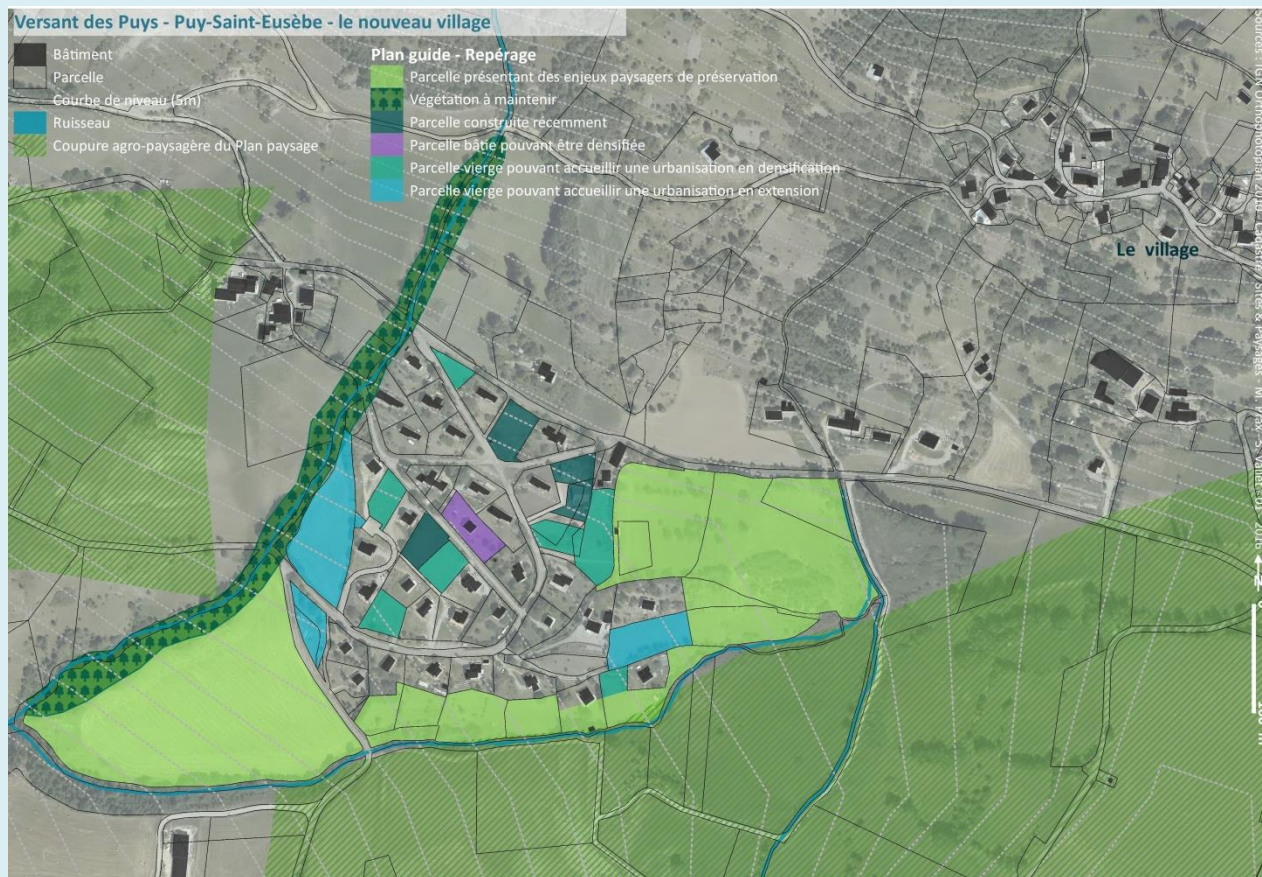 Versant des Puys - Puy-Saint-Eusèbe - le nouveau village
Bâtiment
Parcelle
Courbe de niveau (5m)
Ruisseau
Coupure agro-paysagère du Plan paysage
Plan guide - Repérage
Parcelle présentant des enjeux paysagers de préservation
Végétation à maintenir
Parcelle construite récemment
Parcelle bâtie pouvant être densifiée
Parcelle vierge pouvant accueillir une urbanisation en densification
Parcelle vierge pouvant accueillir une urbanisation en extension
Le village